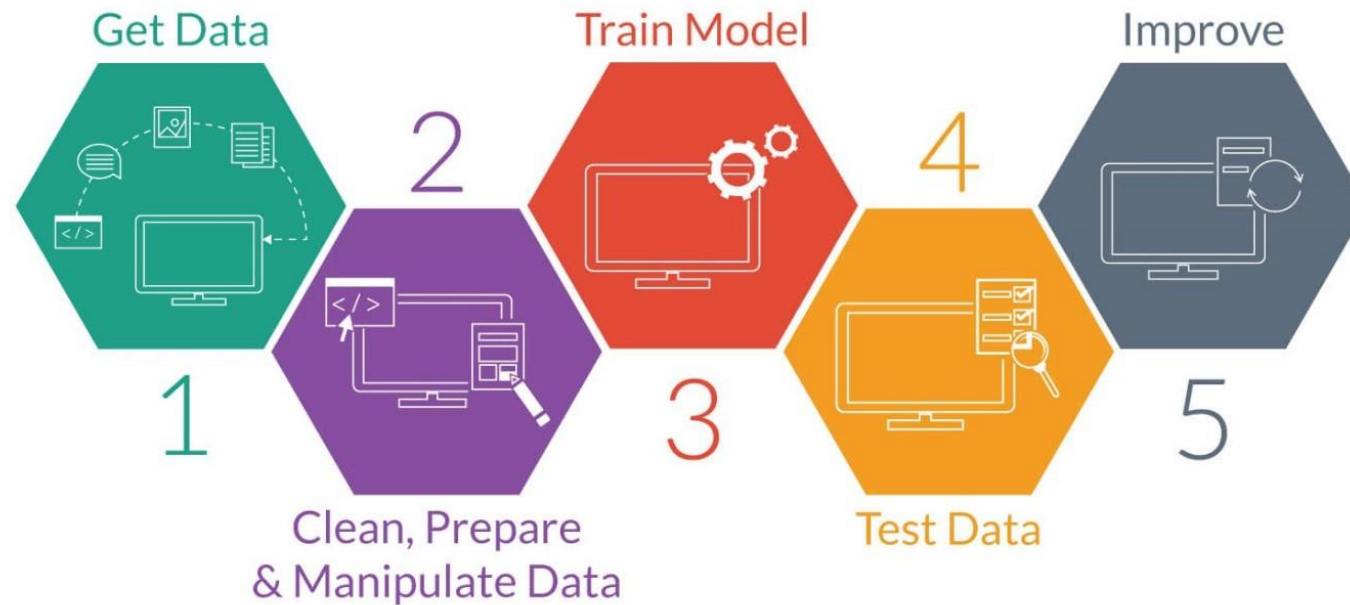 Get Data
1
2
Clean, Prepare
& Manipulate Data
Train Model
3
4
Test Data
Improve
5
</>
</>